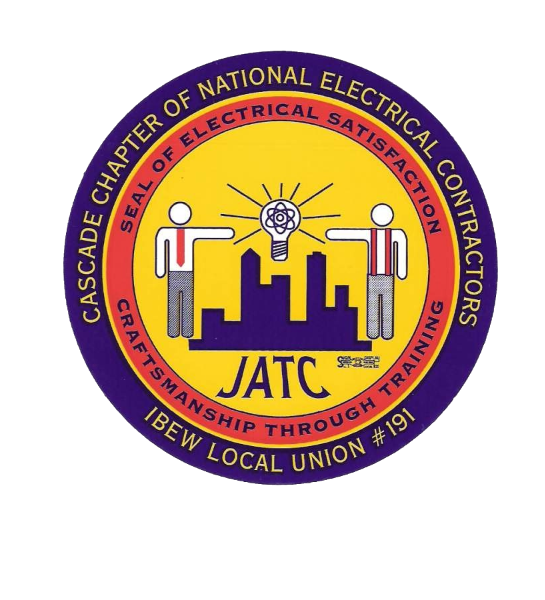 CASCADE CHAPTER OF NATIONAL ELECTRICAL CONTRACTORS
SEAL OF ELECTRICAL SATISFACTION
JATC
CRAFTSMANSHIP THROUGH TRAINING
IBEW LOCAL UNION #191